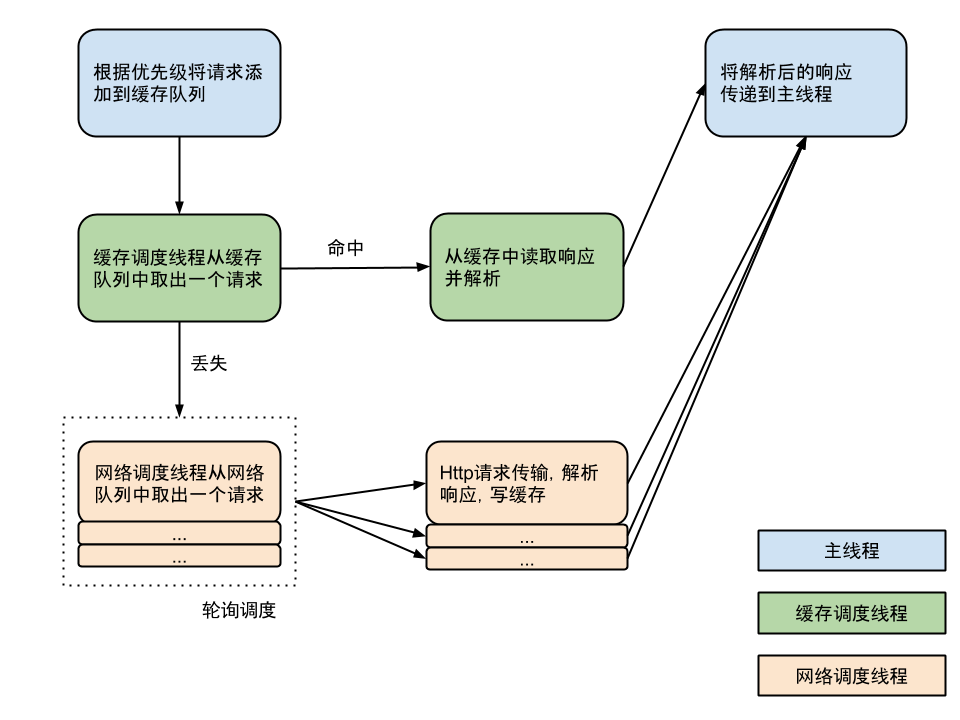 根据优先级将请求添
加到缓存队列
将解析后的响应
传递到主线程
缓存调度线程从缓存
队列中取出一个请求
命中
从缓存中读取响应
并解析
丢失
网络调度线程从网络
队列中取出一个请求
...
...
Http请求传输, 解析
响应, 写缓存
...
...
轮询调度
主线程
缓存调度线程
网络调度线程